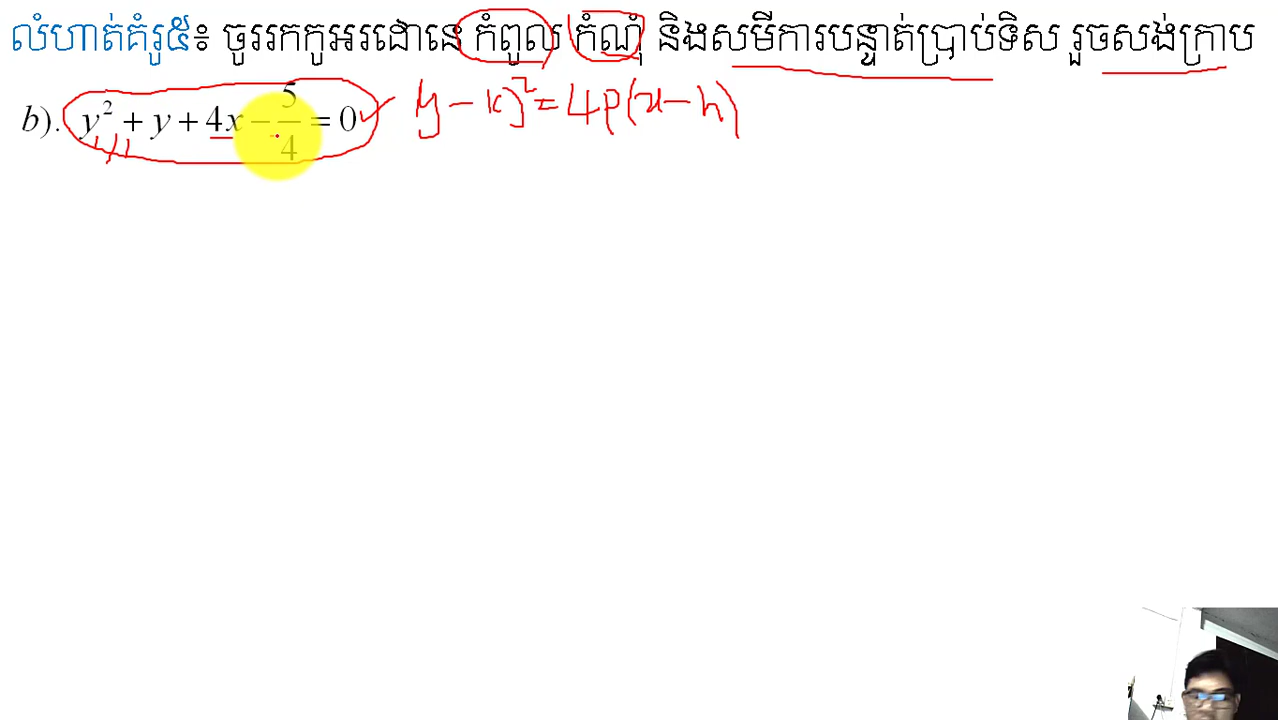 លំហាត់គំរូ៥៖ ចូររកកូអរដោនេ កំពូល កំណុំ និងសមីការបន្ទាត់ប្រាប់ទិស រួចសង់ក្រាប
b). y² + y + 4x − 5/4 = 0 (y − k)² = 4P(x − h)